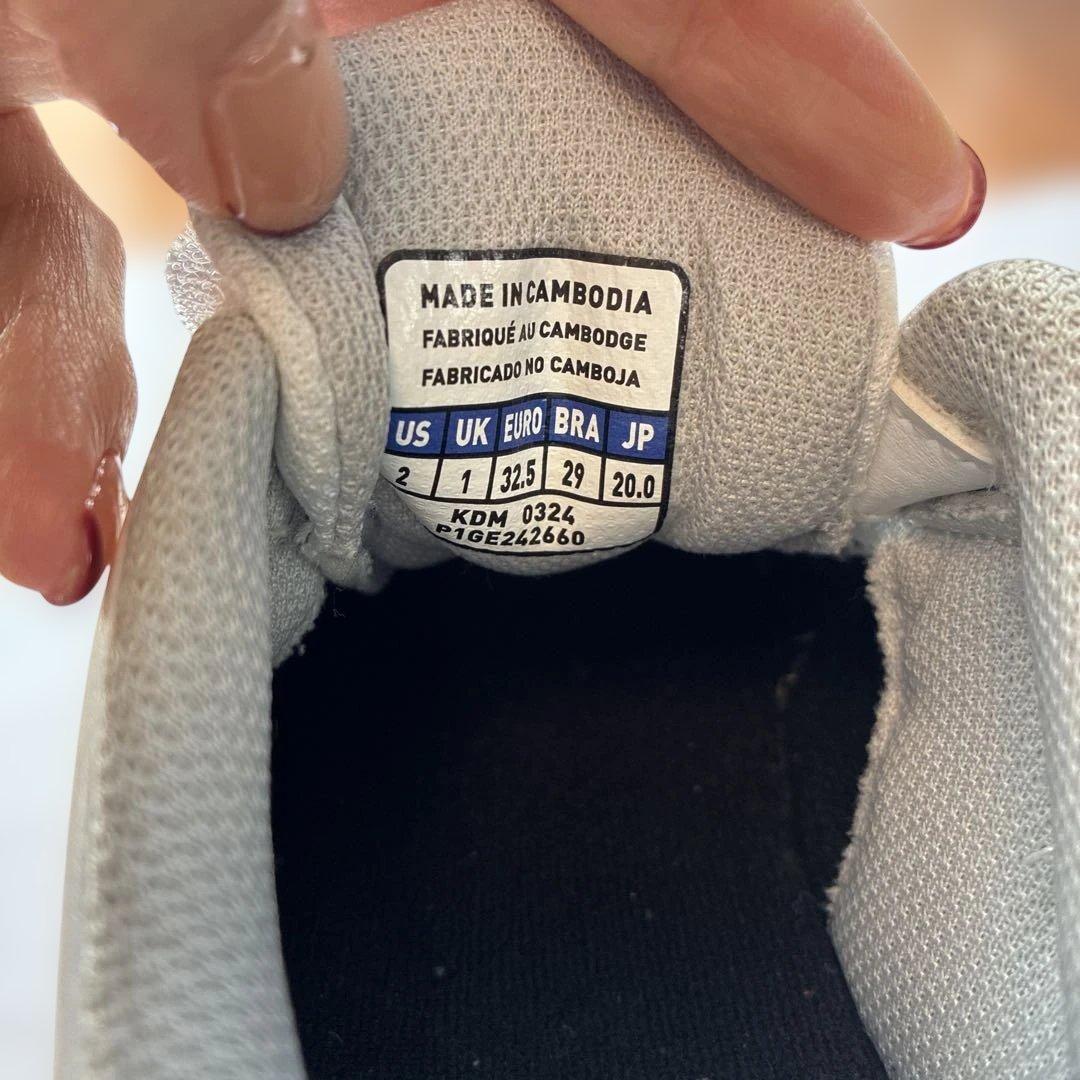 MADE IN CAMBODIA
FABRIQUÉ AU CAMBODGE
FABRICADO NO CAMBOJA
US UK EURO BRA JP
2 1 32.5 29 20.0
KDM 0324
P1GE242660